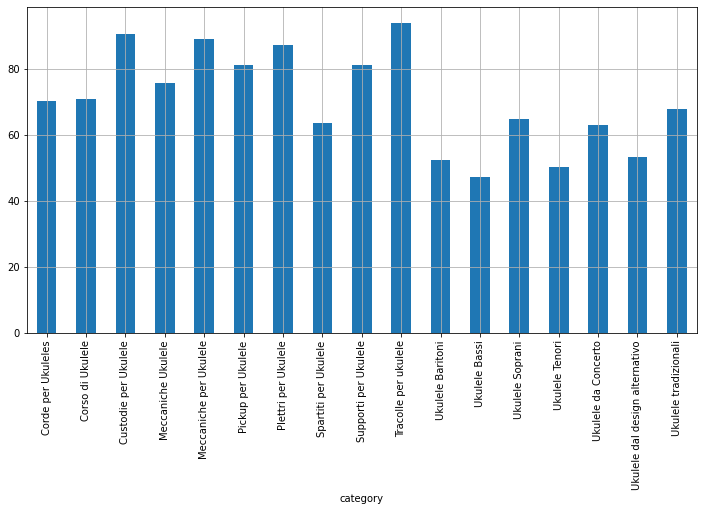 80
60
40
20
0
Corde per Ukuleles
Corso di Ukulele
Custodie per Ukulele
Meccaniche Ukulele
Meccaniche per Ukulele
Pickup per Ukulele
Plettri per Ukulele
Spartiti per Ukulele
Supporti per Ukulele
Tracolle per ukulele
Ukulele Baritoni
Ukulele Bassi
Ukulele Soprani
Ukulele Tenori
Ukulele da Concerto
Ukulele dal design alternativo
Ukulele tradizionali
category